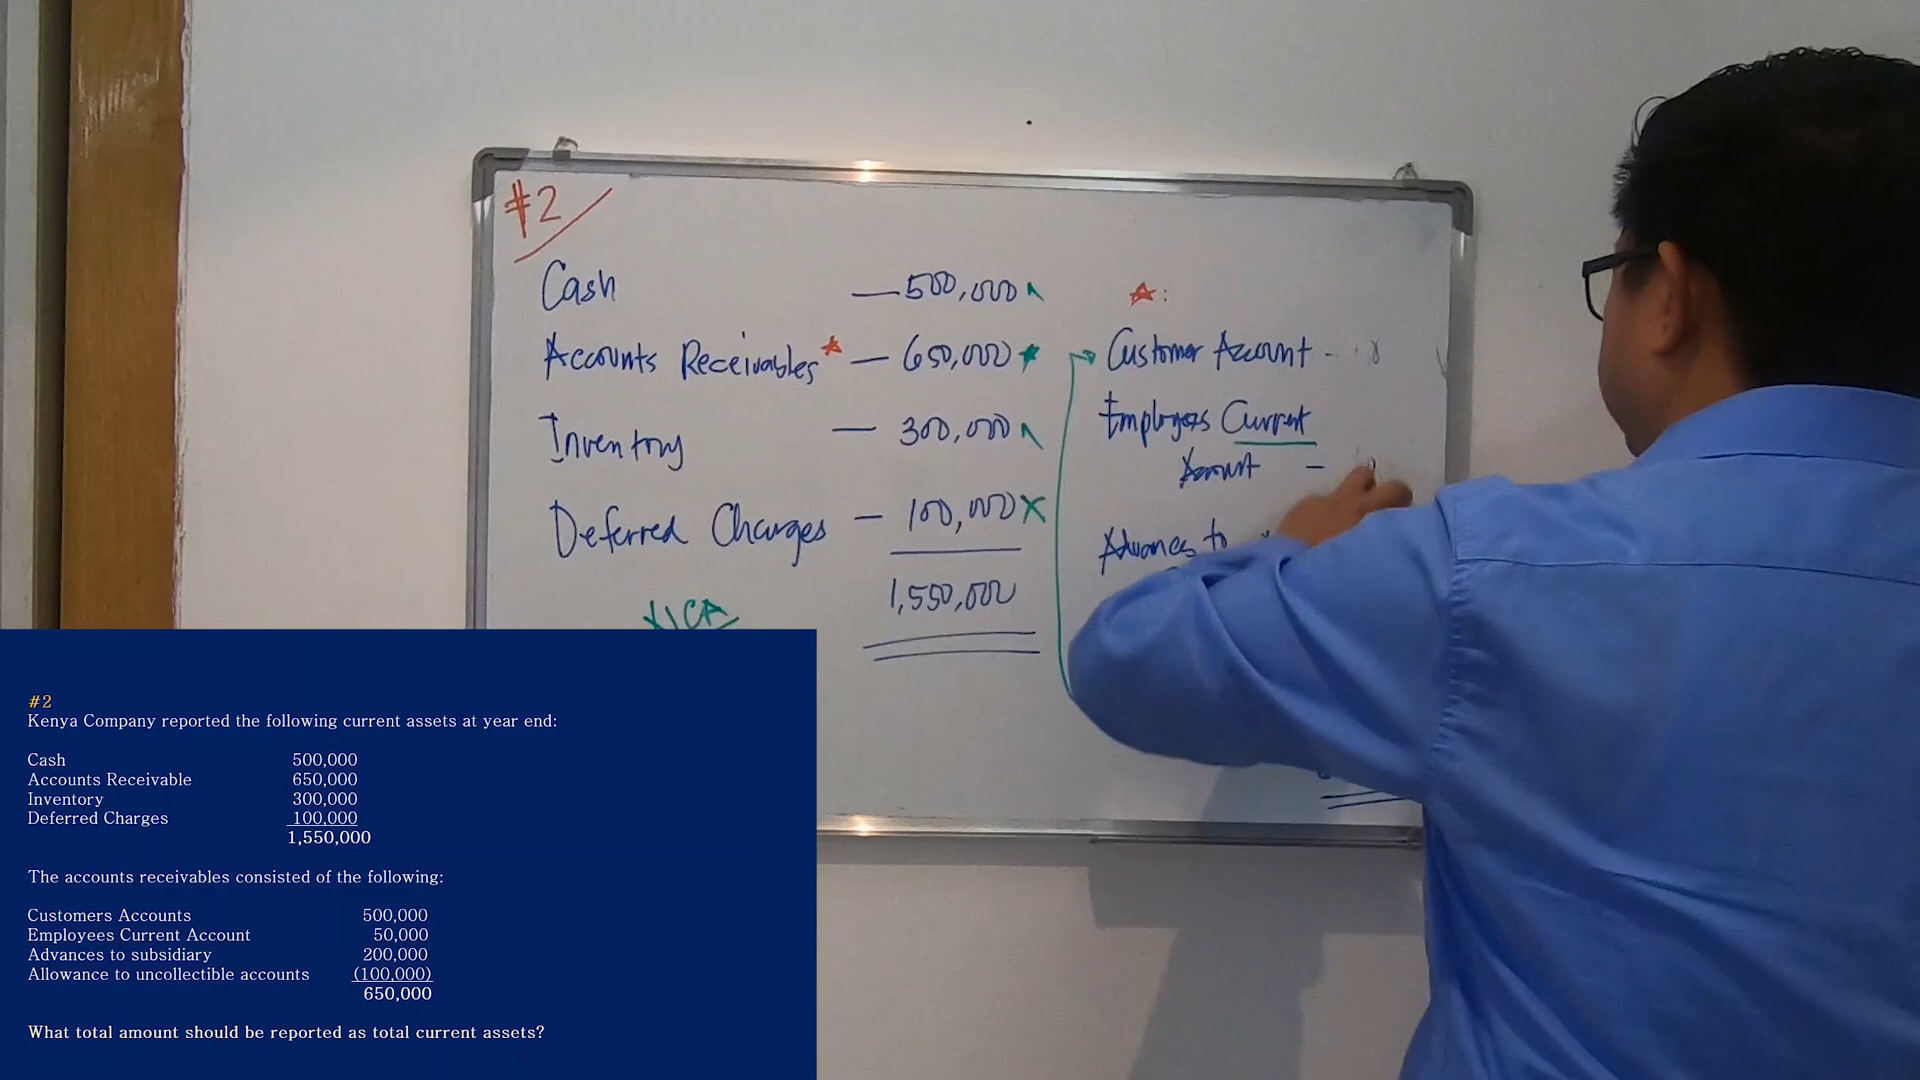 #2
Cash — 500,000
Accounts Receivables* — 650,000
Inventory — 300,000
Deferred Charges — 100,000 X
1,550,000
:
Customer Account -
Employees Current
Account -
Advances to
#2
Kenya Company reported the following current assets at year end:
Cash 500,000
Accounts Receivable 650,000
Inventory 300,000
Deferred Charges 100,000
1,550,000
The accounts receivables consisted of the following:
Customers Accounts 500,000
Employees Current Account 50,000
Advances to subsidiary 200,000
Allowance to uncollectible accounts (100,000)
650,000
What total amount should be reported as total current assets?